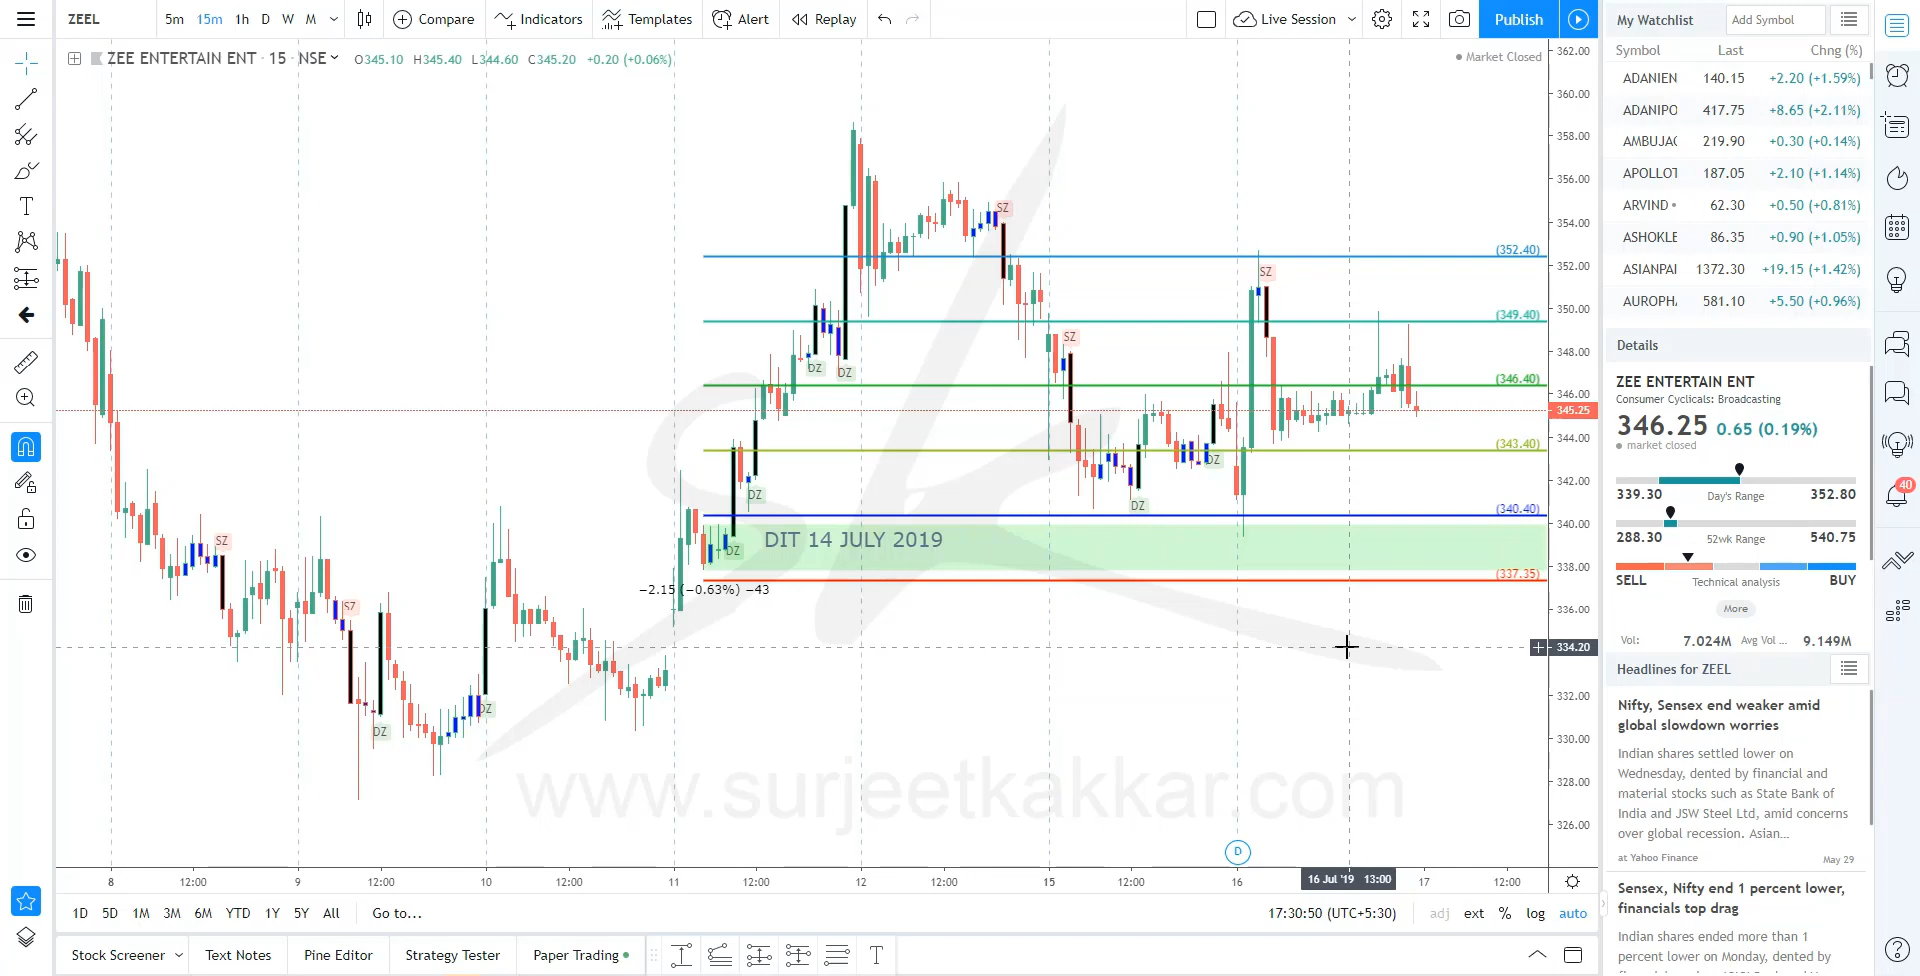 ZEEL
5m 15m 1h D W M
Compare
Indicators
Templates
Alert
Replay
Live Session
Publish
ZEE ENTERTAIN ENT · 15 · NSE
O345.10 H345.40 L344.60 C345.20 +0.20 (+0.06%)
Market Closed
362.00
360.00
358.00
356.00
354.00
352.00
350.00
348.00
346.00
345.25
344.00
342.00
340.00
338.00
336.00
334.20
332.00
330.00
328.00
326.00
(352.40)
(349.40)
(346.40)
(343.40)
(340.40)
(337.35)
SZ
SZ
SZ
SZ
SZ
DZ
DZ
DZ
DZ
DZ
DZ
DZ
DZ
DIT 14 JULY 2019
−2.15 (−0.63%) −43
SK
www.surjeetkakkar.com
D
8 12:00 9 12:00 10 12:00 11 12:00 12 12:00 15 12:00 16 16 Jul '19 13:00 17 12:00
1D 5D 1M 3M 6M YTD 1Y 5Y All Go to...
17:30:50 (UTC+5:30) adj ext % log auto
Stock Screener Text Notes Pine Editor Strategy Tester Paper Trading
My Watchlist
Add Symbol
Symbol Last Chng (%)
ADANIEN 140.15 +2.20 (+1.59%)
ADANIPO 417.75 +8.65 (+2.11%)
AMBUJAC 219.90 +0.30 (+0.14%)
APOLLOT 187.05 +2.10 (+1.14%)
ARVIND 62.30 +0.50 (+0.81%)
ASHOKLE 86.35 +0.90 (+1.05%)
ASIANPAI 1372.30 +19.15 (+1.42%)
AUROPH 581.10 +5.50 (+0.96%)
Details
ZEE ENTERTAIN ENT
Consumer Cyclicals: Broadcasting
346.25 0.65 (0.19%)
market closed
339.30 Day's Range 352.80
288.30 52wk Range 540.75
SELL Technical analysis BUY
More
Vol: 7.024M Avg Vol ... 9.149M
Headlines for ZEEL
Nifty, Sensex end weaker amid
global slowdown worries
Indian shares settled lower on
Wednesday, dented by financial and
material stocks such as State Bank of
India and JSW Steel Ltd, amid concerns
over global recession. Asian...
at Yahoo Finance May 29
Sensex, Nifty end 1 percent lower,
financials top drag
Indian shares ended more than 1
percent lower on Monday, dented by
40